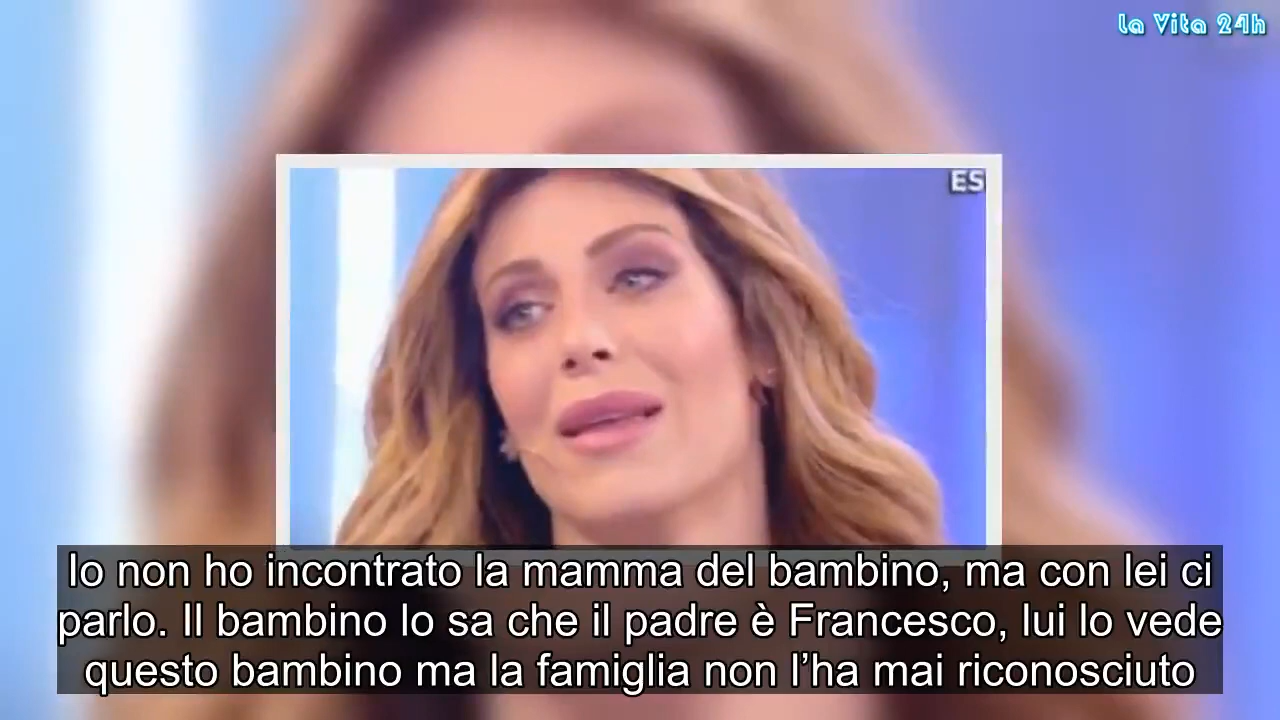 La Vita 24h
ES
Io non ho incontrato la mamma del bambino, ma con lei ci
parlo. Il bambino lo sa che il padre è Francesco, lui lo vede
questo bambino ma la famiglia non l’ha mai riconosciuto